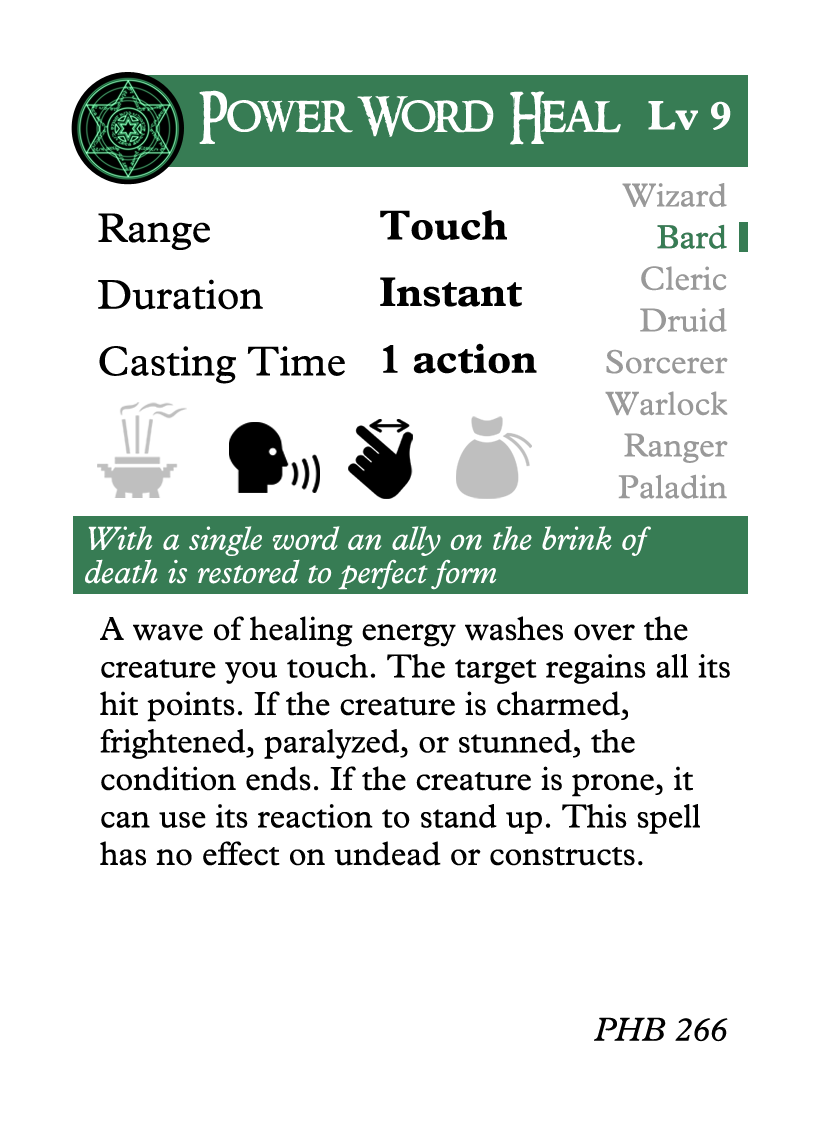 Power Word Heal Lv 9
Wizard
Range Touch
Bard
Cleric
Duration Instant
Druid
Casting Time 1 action
Sorcerer
Warlock
Ranger
Paladin
With a single word an ally on the brink of
death is restored to perfect form
A wave of healing energy washes over the
creature you touch. The target regains all its
hit points. If the creature is charmed,
frightened, paralyzed, or stunned, the
condition ends. If the creature is prone, it
can use its reaction to stand up. This spell
has no effect on undead or constructs.
PHB 266